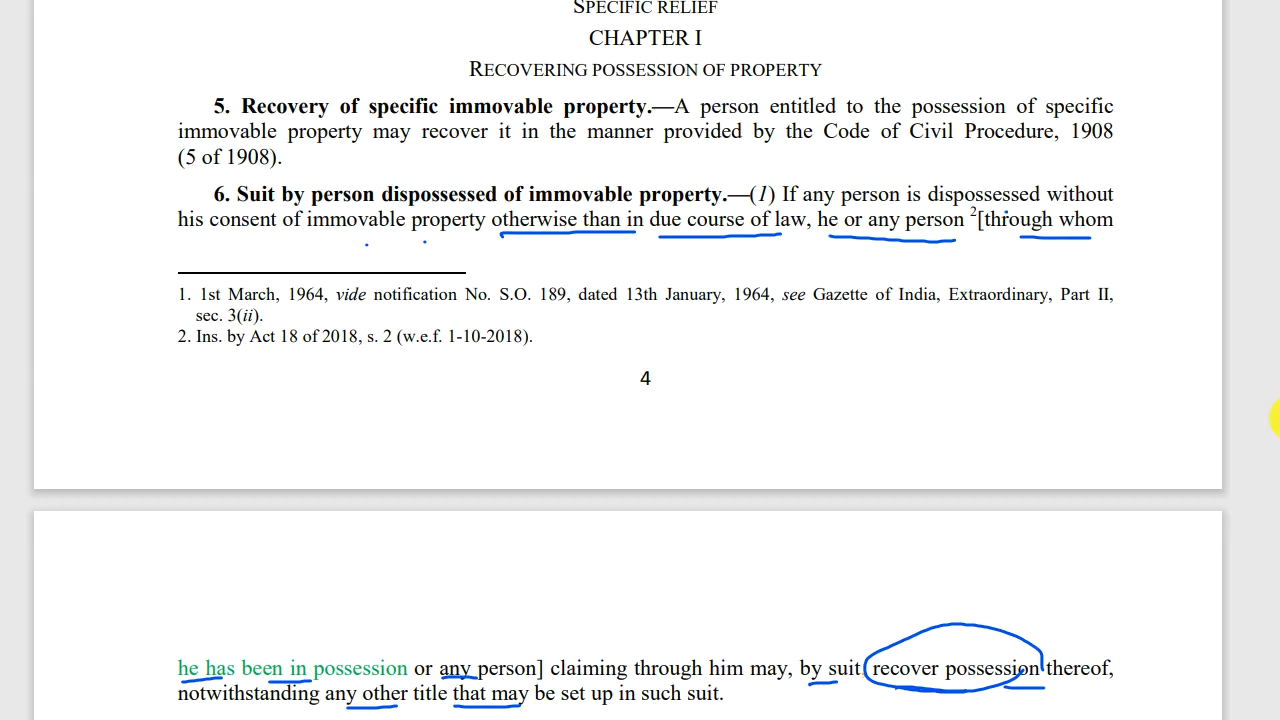 SPECIFIC RELIEF
CHAPTER I
RECOVERING POSSESSION OF PROPERTY
5. Recovery of specific immovable property.—A person entitled to the possession of specific
immovable property may recover it in the manner provided by the Code of Civil Procedure, 1908
(5 of 1908).
6. Suit by person dispossessed of immovable property.—(1) If any person is dispossessed without
his consent of immovable property otherwise than in due course of law, he or any person 2[through whom
1. 1st March, 1964, vide notification No. S.O. 189, dated 13th January, 1964, see Gazette of India, Extraordinary, Part II,
sec. 3(ii).
2. Ins. by Act 18 of 2018, s. 2 (w.e.f. 1-10-2018).
4
he has been in possession or any person] claiming through him may, by suit, recover possession thereof,
notwithstanding any other title that may be set up in such suit.